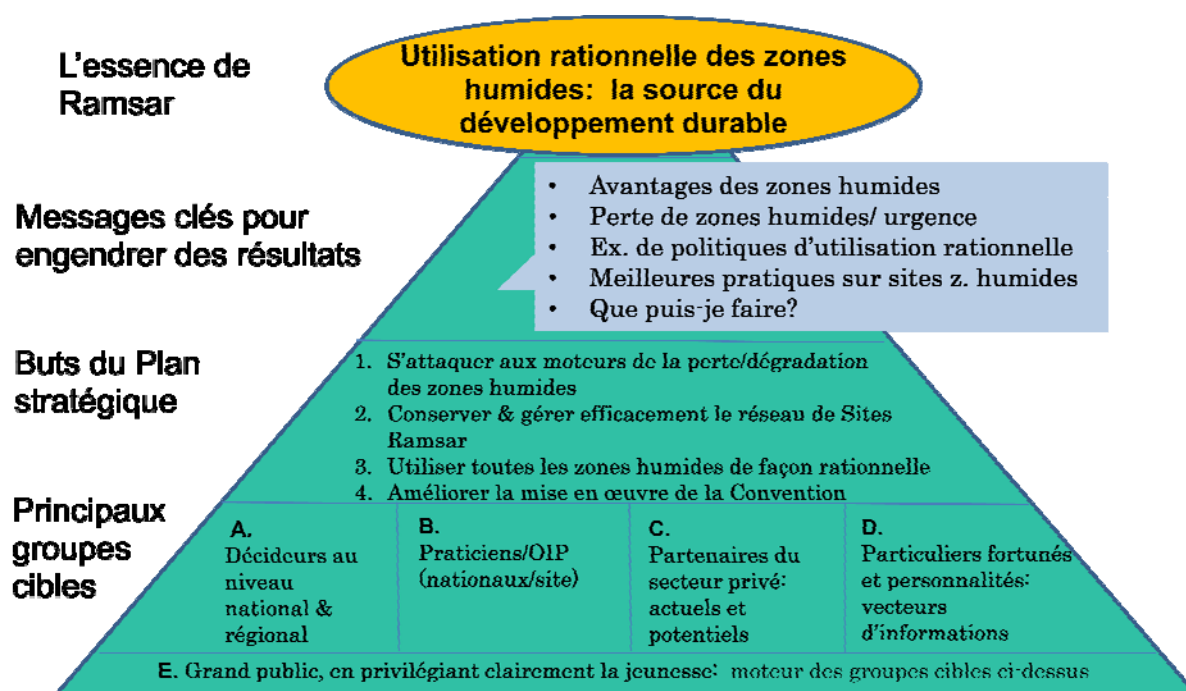 L'essence de
Ramsar
Utilisation rationnelle des zones
humides: la source du
développement durable
Messages clés pour
engendrer des résultats
• Avantages des zones humides
• Perte de zones humides/ urgence
• Ex. de politiques d'utilisation rationnelle
• Meilleures pratiques sur sites z. humides
• Que puis-je faire?
Buts du Plan
stratégique
1. S'attaquer aux moteurs de la perte/dégradation
des zones humides
2. Conserver & gérer efficacement le réseau de Sites
Ramsar
3. Utiliser toutes les zones humides de façon rationnelle
4. Améliorer la mise en œuvre de la Convention
Principaux
groupes
cibles
A.
Décideurs au
niveau
national &
régional
B.
Praticiens/OIP
(nationaux/site)
C.
Partenaires du
secteur privé:
actuels et
potentiels
D.
Particuliers fortunés
et personnalités:
vecteurs
d'informations
E. Grand public, en privilégiant clairement la jeunesse: moteur des groupes cibles ci-dessus